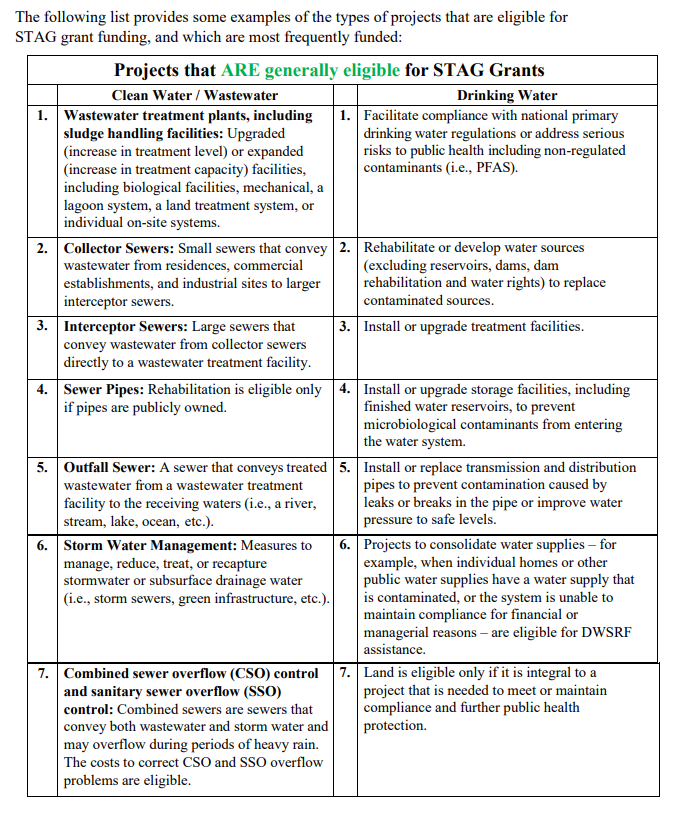 The following list provides some examples of the types of projects that are eligible for
STAG grant funding, and which are most frequently funded:
Projects that ARE generally eligible for STAG Grants
Clean Water / Wastewater
Drinking Water
1. Wastewater treatment plants, including
sludge handling facilities: Upgraded
(increase in treatment level) or expanded
(increase in treatment capacity) facilities,
including biological facilities, mechanical, a
lagoon system, a land treatment system, or
individual on-site systems.
1. Facilitate compliance with national primary
drinking water regulations or address serious
risks to public health including non-regulated
contaminants (i.e., PFAS).
2. Collector Sewers: Small sewers that convey
wastewater from residences, commercial
establishments, and industrial sites to larger
interceptor sewers.
2. Rehabilitate or develop water sources
(excluding reservoirs, dams, dam
rehabilitation and water rights) to replace
contaminated sources.
3. Interceptor Sewers: Large sewers that
convey wastewater from collector sewers
directly to a wastewater treatment facility.
3. Install or upgrade treatment facilities.
4. Sewer Pipes: Rehabilitation is eligible only
if pipes are publicly owned.
4. Install or upgrade storage facilities, including
finished water reservoirs, to prevent
microbiological contaminants from entering
the water system.
5. Outfall Sewer: A sewer that conveys treated
wastewater from a wastewater treatment
facility to the receiving waters (i.e., a river,
stream, lake, ocean, etc.).
5. Install or replace transmission and distribution
pipes to prevent contamination caused by
leaks or breaks in the pipe or improve water
pressure to safe levels.
6. Storm Water Management: Measures to
manage, reduce, treat, or recapture
stormwater or subsurface drainage water
(i.e., storm sewers, green infrastructure, etc.).
6. Projects to consolidate water supplies – for
example, when individual homes or other
public water supplies have a water supply that
is contaminated, or the system is unable to
maintain compliance for financial or
managerial reasons – are eligible for DWSRF
assistance.
7. Combined sewer overflow (CSO) control
and sanitary sewer overflow (SSO)
control: Combined sewers are sewers that
convey both wastewater and storm water and
may overflow during periods of heavy rain.
The costs to correct CSO and SSO overflow
problems are eligible.
7. Land is eligible only if it is integral to a
project that is needed to meet or maintain
compliance and further public health
protection.